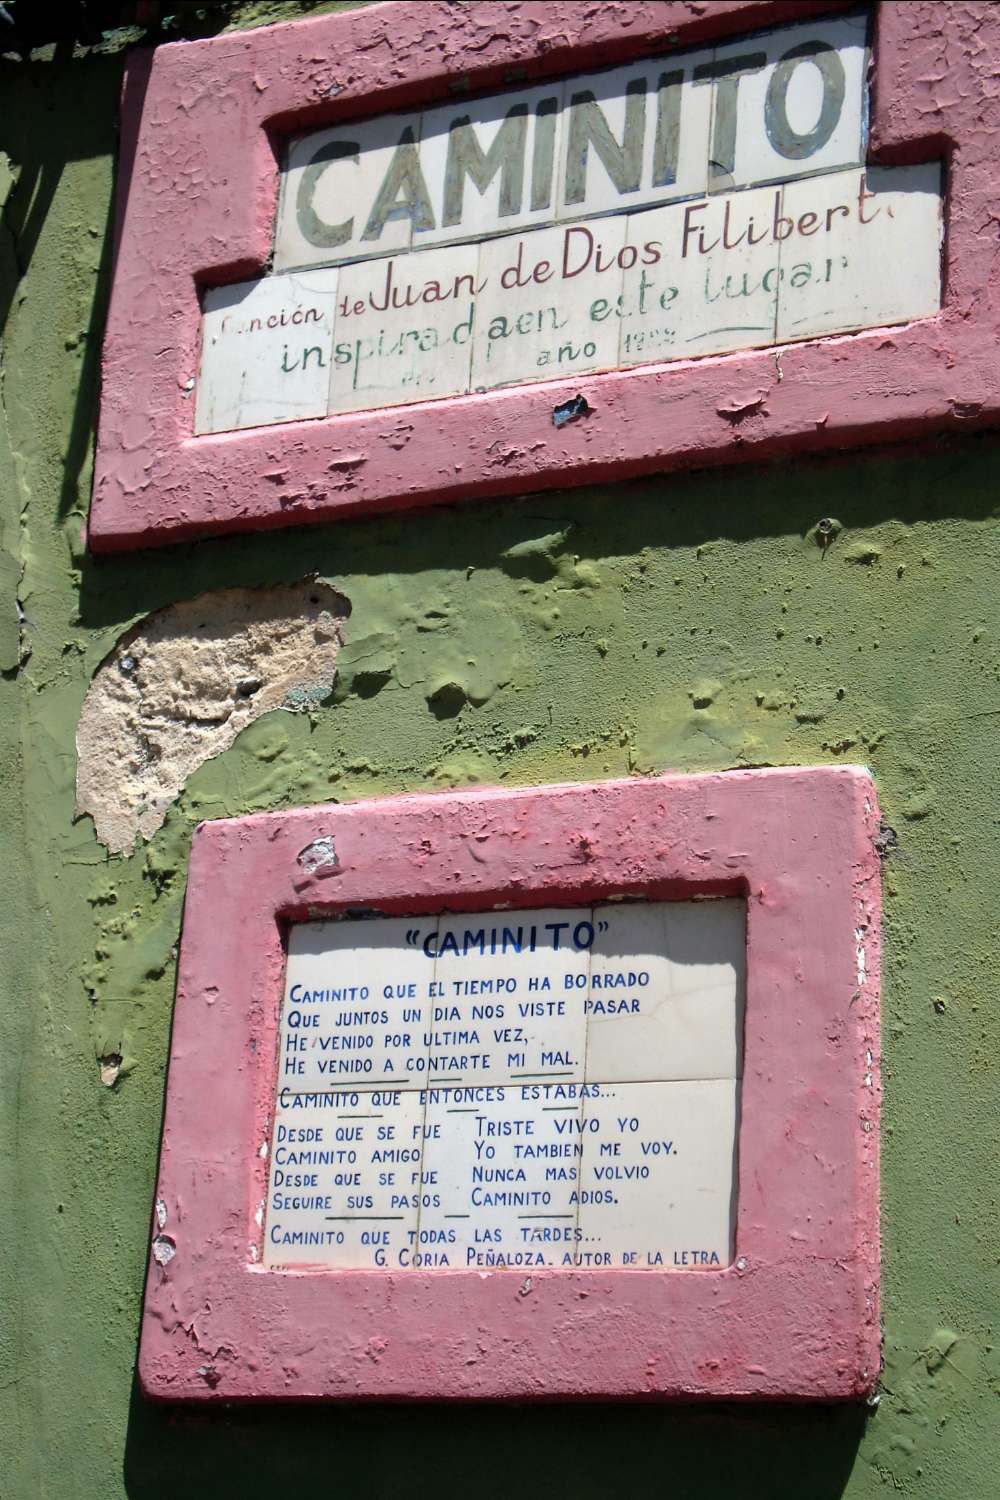 CAMINITO
Canción de Juan de Dios Filiberto
inspirada en este lugar
año
"CAMINITO"
CAMINITO QUE EL TIEMPO HA BORRADO
QUE JUNTOS UN DIA NOS VISTE PASAR
HE VENIDO POR ULTIMA VEZ,
HE VENIDO A CONTARTE MI MAL.
CAMINITO QUE ENTONCES ESTABAS...
DESDE QUE SE FUE TRISTE VIVO YO
CAMINITO AMIGO YO TAMBIEN ME VOY.
DESDE QUE SE FUE NUNCA MAS VOLVIO
SEGUIRE SUS PASOS CAMINITO ADIOS.
CAMINITO QUE TODAS LAS TARDES...
G. CORIA PEÑALOZA. AUTOR DE LA LETRA